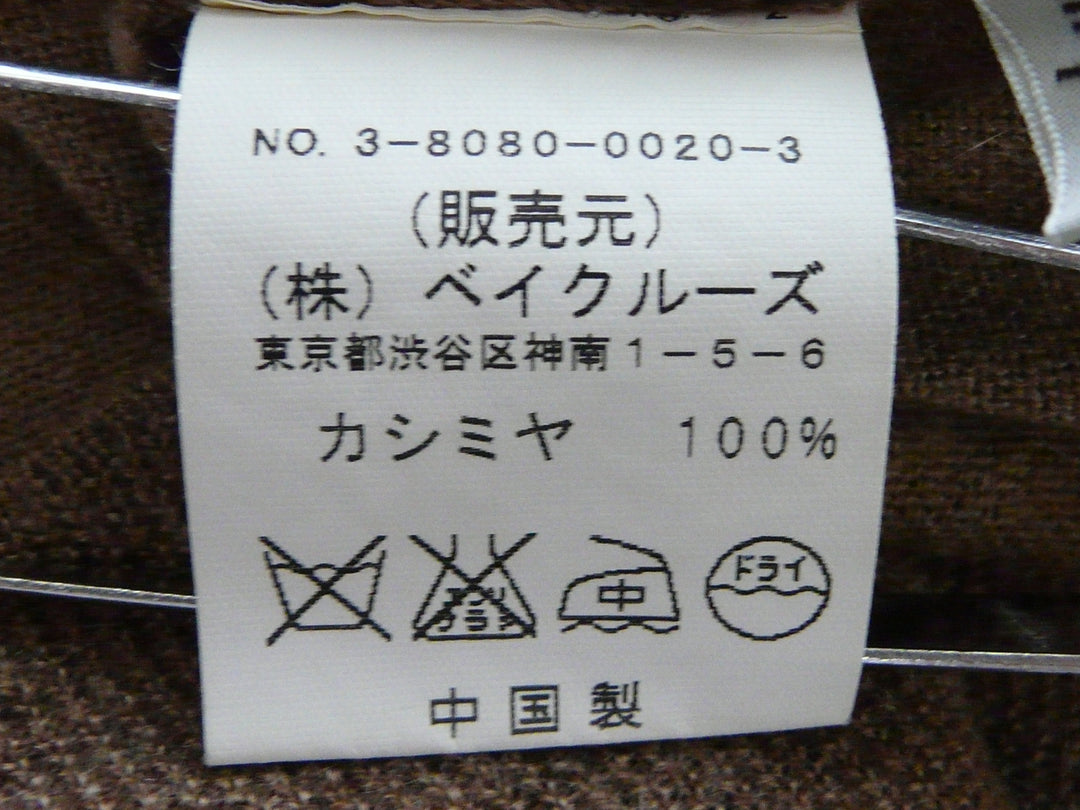 NO. 3-8080-0020-3
(販売元)
(株) ベイクルーズ
東京都渋谷区神南1-5-6
カシミヤ 100%
中 ドライ
中国製